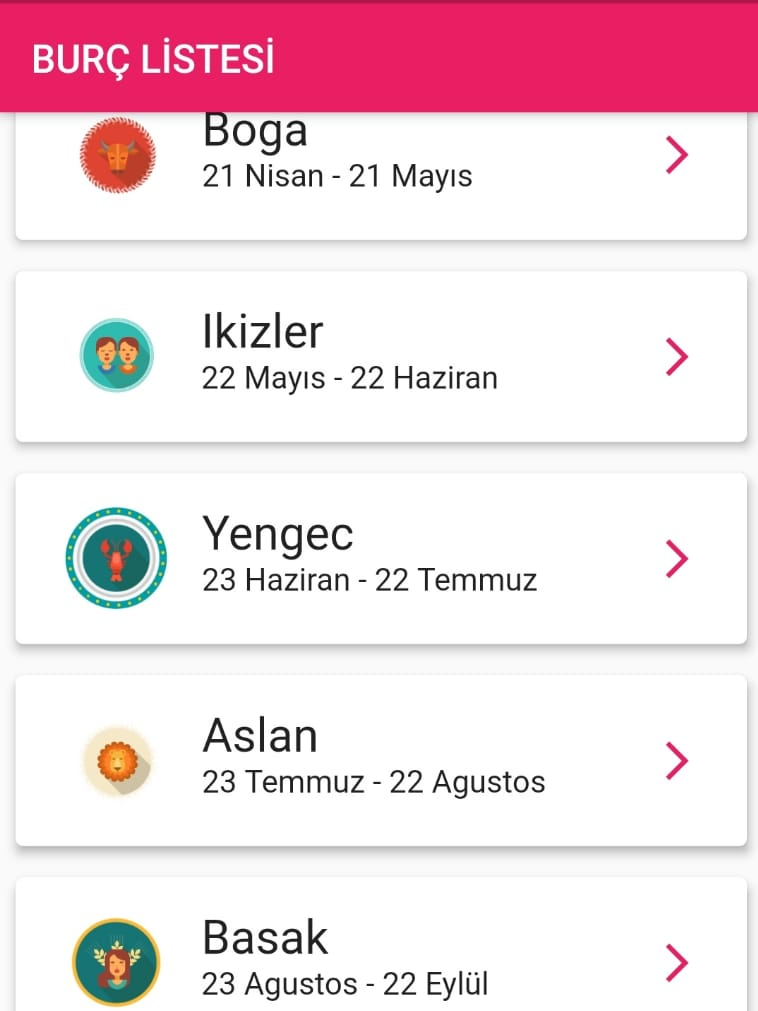 BURÇ LİSTESİ
Boga
21 Nisan - 21 Mayıs
Ikizler
22 Mayıs - 22 Haziran
Yengec
23 Haziran - 22 Temmuz
Aslan
23 Temmuz - 22 Agustos
Basak
23 Agustos - 22 Eylül